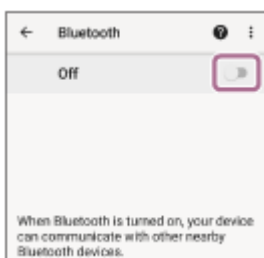 Bluetooth
Off
When Bluetooth is turned on, your device
can communicate with other nearby
Bluetooth devices.